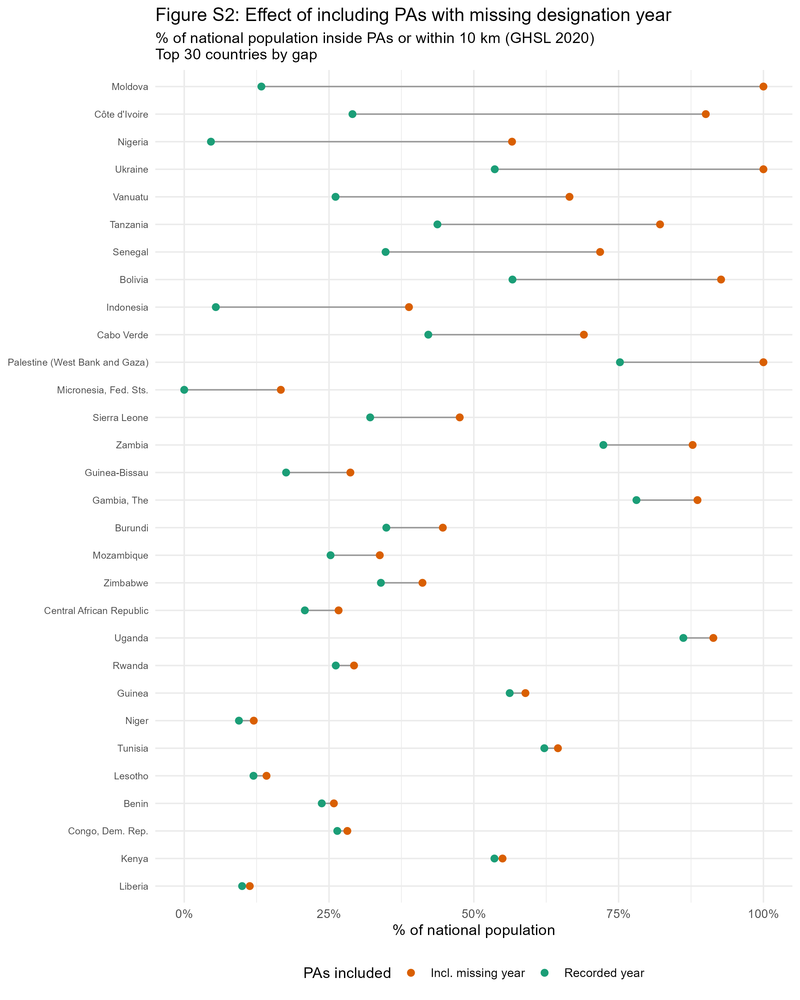 Figure S2: Effect of including PAs with missing designation year
% of national population inside PAs or within 10 km (GHSL 2020)
Top 30 countries by gap
Moldova
Côte d'Ivoire
Nigeria
Ukraine
Vanuatu
Tanzania
Senegal
Bolivia
Indonesia
Cabo Verde
Palestine (West Bank and Gaza)
Micronesia, Fed. Sts.
Sierra Leone
Zambia
Guinea-Bissau
Gambia, The
Burundi
Mozambique
Zimbabwe
Central African Republic
Uganda
Rwanda
Guinea
Niger
Tunisia
Lesotho
Benin
Congo, Dem. Rep.
Kenya
Liberia
0% 25% 50% 75% 100%
% of national population
PAs included Incl. missing year Recorded year